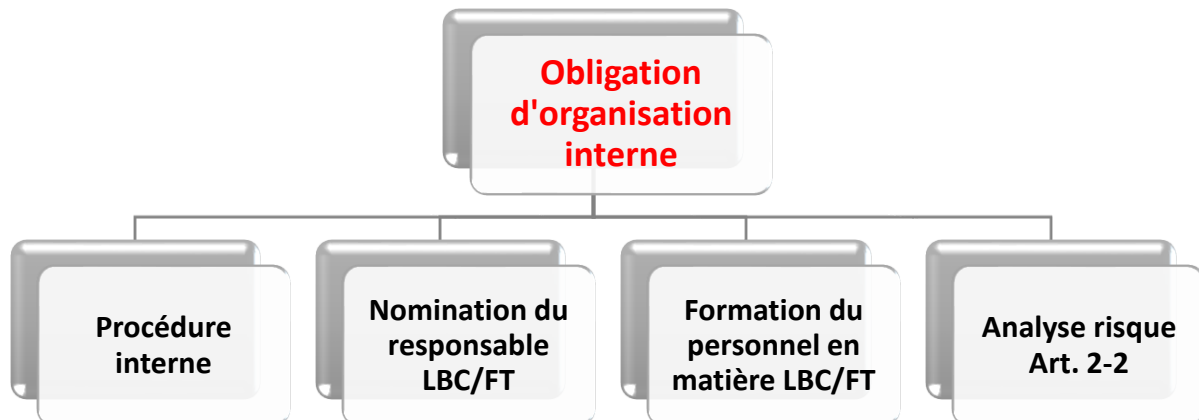 Obligation
d'organisation
interne
Procédure
interne
Nomination du
responsable
LBC/FT
Formation du
personnel en
matière LBC/FT
Analyse risque
Art. 2-2